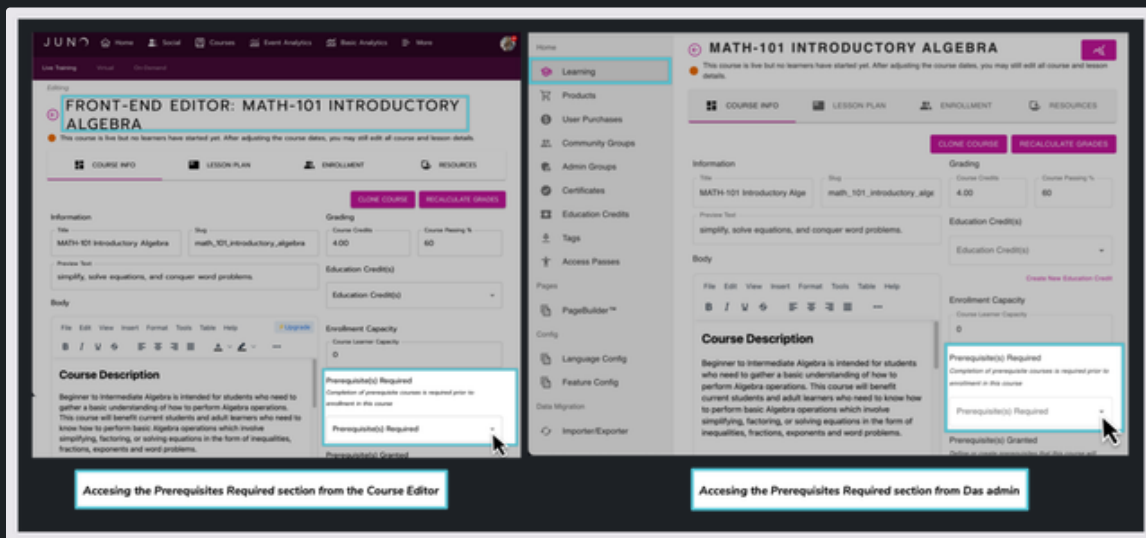 JUNO Home Social Courses Event Analytics Basic Analytics More
Live Training Virtual On-Demand
Editing
FRONT-END EDITOR: MATH-101 INTRODUCTORY
ALGEBRA
This course is live but no learners have started yet. After adjusting the course dates, you may still edit all course and lesson details.
COURSE INFO LESSON PLAN ENROLLMENT RESOURCES
CLONE COURSE RECALCULATE GRADES
Information
Title
MATH-101 Introductory Algebra
Slug
math_101_introductory_algebra
Preview Text
simplify, solve equations, and conquer word problems.
Body
File Edit View Insert Format Tools Table Help Upgrade
B I U S
Course Description
Beginner to Intermediate Algebra is intended for students who need to
gather a basic understanding of how to perform Algebra operations.
This course will benefit current students and adult learners who need to
know how to perform basic Algebra operations which involve
simplifying, factoring, or solving equations in the form of inequalities,
fractions, exponents and word problems.
Grading
Course Credits
4.00
Course Passing %
60
Education Credit(s)
Education Credit(s)
Enrollment Capacity
Course Learner Capacity
0
Prerequisite(s) Required
Completion of prerequisite courses is required prior to
enrollment in this course
Prerequisite(s) Required
Prerequisite(s) Granted
Accesing the Prerequisites Required section from the Course Editor
Home
Learning
Products
User Purchases
Community Groups
Admin Groups
Certificates
Education Credits
Tags
Access Passes
Pages
PageBuilder™
Config
Language Config
Feature Config
Data Migration
Importer/Exporter
MATH-101 INTRODUCTORY ALGEBRA
This course is live but no learners have started yet. After adjusting the course dates, you may still edit all course and lesson
details.
COURSE INFO LESSON PLAN ENROLLMENT RESOURCES
CLONE COURSE RECALCULATE GRADES
Information
Title
MATH-101 Introductory Alge
Slug
math_101_introductory_alge
Preview Text
simplify, solve equations, and conquer word problems.
Body
File Edit View Insert Format Tools Table Help
B I U S
Course Description
Beginner to Intermediate Algebra is intended for students
who need to gather a basic understanding of how to
perform Algebra operations. This course will benefit
current students and adult learners who need to know how
to perform basic Algebra operations which involve
simplifying, factoring, or solving equations in the form of
inequalities, fractions, exponents and word problems.
Grading
Course Credits
4.00
Course Passing %
60
Education Credit(s)
Education Credit(s)
Create New Education Credit
Enrollment Capacity
Course Learner Capacity
0
Prerequisite(s) Required
Completion of prerequisite courses is required prior to
enrollment in this course
Prerequisite(s) Required
Prerequisite(s) Granted
Define or create prerequisites that this course will
Accesing the Prerequisites Required section from Das admin